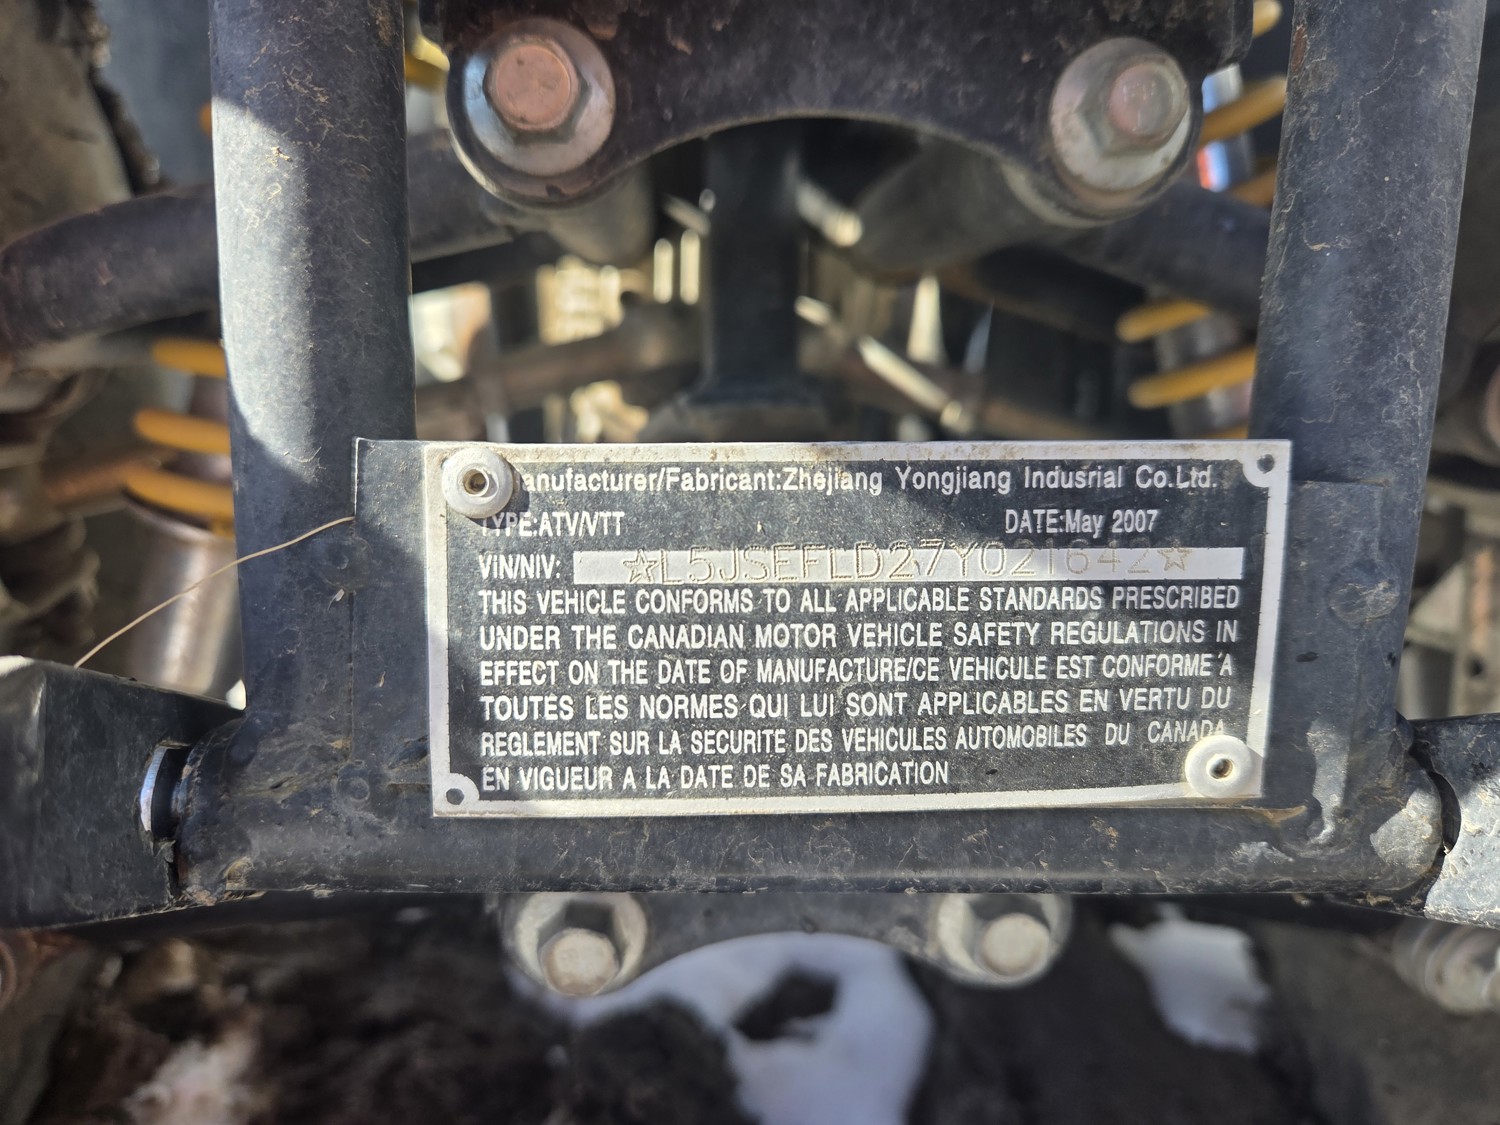 anufacturer/Fabricant:Zhejiang Yongjiang Indusrial Co.Ltd.
TYPE:ATV/VTT DATE:May 2007
VIN/NIV: ☆L5JSEFLD27Y021642☆
THIS VEHICLE CONFORMS TO ALL APPLICABLE STANDARDS PRESCRIBED
UNDER THE CANADIAN MOTOR VEHICLE SAFETY REGULATIONS IN
EFFECT ON THE DATE OF MANUFACTURE/CE VEHICULE EST CONFORME A
TOUTES LES NORMES QUI LUI SONT APPLICABLES EN VERTU DU
REGLEMENT SUR LA SECURITE DES VEHICULES AUTOMOBILES DU CANADA
EN VIGUEUR A LA DATE DE SA FABRICATION